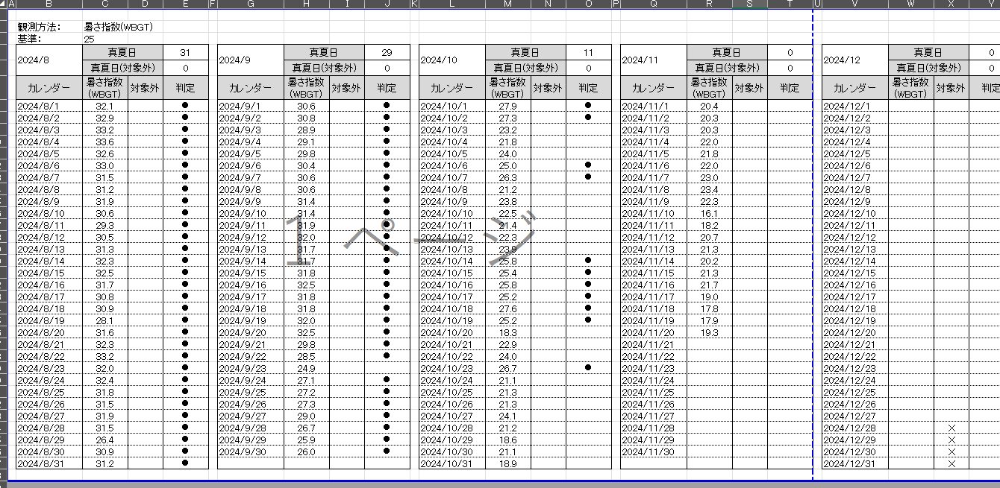 A B C D E F G H I J K L M N O P Q R S T U V W X Y
観測方法: 暑さ指数(WBGT)
基準: 25
2024/8 真夏日 31 2024/9 真夏日 29 2024/10 真夏日 11 2024/11 真夏日 0 2024/12 真夏日 0
真夏日(対象外) 0 真夏日(対象外) 0 真夏日(対象外) 0 真夏日(対象外) 0 真夏日(対象外) 0
カレンダー 暑さ指数(WBGT) 対象外 判定 カレンダー 暑さ指数(WBGT) 対象外 判定 カレンダー 暑さ指数(WBGT) 対象外 判定 カレンダー 暑さ指数(WBGT) 対象外 判定 カレンダー 暑さ指数(WBGT) 対象外 判定
2024/8/1 32.1 ● 2024/9/1 30.6 ● 2024/10/1 27.9 ● 2024/11/1 20.4 2024/12/1
2024/8/2 32.9 ● 2024/9/2 30.8 ● 2024/10/2 27.3 ● 2024/11/2 20.3 2024/12/2
2024/8/3 33.2 ● 2024/9/3 28.9 ● 2024/10/3 23.2 2024/11/3 20.3 2024/12/3
2024/8/4 33.6 ● 2024/9/4 29.1 ● 2024/10/4 21.8 2024/11/4 22.0 2024/12/4
2024/8/5 32.6 ● 2024/9/5 29.8 ● 2024/10/5 24.0 2024/11/5 21.8 2024/12/5
2024/8/6 33.0 ● 2024/9/6 30.4 ● 2024/10/6 25.0 ● 2024/11/6 22.0 2024/12/6
2024/8/7 31.5 ● 2024/9/7 30.6 ● 2024/10/7 26.3 ● 2024/11/7 23.0 2024/12/7
2024/8/8 31.2 ● 2024/9/8 30.6 ● 2024/10/8 21.2 2024/11/8 23.4 2024/12/8
2024/8/9 31.9 ● 2024/9/9 31.4 ● 2024/10/9 23.8 2024/11/9 22.3 2024/12/9
2024/8/10 30.6 ● 2024/9/10 31.4 ● 2024/10/10 22.5 2024/11/10 16.1 2024/12/10
2024/8/11 29.3 ● 2024/9/11 31.9 ● 2024/10/11 21.4 2024/11/11 18.2 2024/12/11
2024/8/12 30.5 ● 2024/9/12 32.0 ● 2024/10/12 22.3 2024/11/12 20.7 2024/12/12
2024/8/13 31.3 ● 2024/9/13 31.7 ● 2024/10/13 23.9 2024/11/13 21.3 2024/12/13
2024/8/14 32.3 ● 2024/9/14 31.7 ● 2024/10/14 25.8 ● 2024/11/14 20.2 2024/12/14
2024/8/15 32.5 ● 2024/9/15 31.8 ● 2024/10/15 25.4 ● 2024/11/15 21.3 2024/12/15
2024/8/16 31.7 ● 2024/9/16 32.5 ● 2024/10/16 25.8 ● 2024/11/16 21.7 2024/12/16
2024/8/17 30.8 ● 2024/9/17 31.8 ● 2024/10/17 25.2 ● 2024/11/17 19.0 2024/12/17
2024/8/18 30.9 ● 2024/9/18 31.8 ● 2024/10/18 27.6 ● 2024/11/18 17.8 2024/12/18
2024/8/19 28.1 ● 2024/9/19 32.0 ● 2024/10/19 25.2 ● 2024/11/19 17.9 2024/12/19
2024/8/20 31.6 ● 2024/9/20 32.5 ● 2024/10/20 18.3 2024/11/20 19.3 2024/12/20
2024/8/21 32.3 ● 2024/9/21 29.8 ● 2024/10/21 22.9 2024/11/21 2024/12/21
2024/8/22 33.2 ● 2024/9/22 28.5 ● 2024/10/22 24.0 2024/11/22 2024/12/22
2024/8/23 32.0 ● 2024/9/23 24.9 2024/10/23 26.7 ● 2024/11/23 2024/12/23
2024/8/24 32.4 ● 2024/9/24 27.1 ● 2024/10/24 21.1 2024/11/24 2024/12/24
2024/8/25 31.8 ● 2024/9/25 27.2 ● 2024/10/25 21.3 2024/11/25 2024/12/25
2024/8/26 31.5 ● 2024/9/26 27.3 ● 2024/10/26 21.3 2024/11/26 2024/12/26
2024/8/27 31.9 ● 2024/9/27 29.0 ● 2024/10/27 24.1 2024/11/27 2024/12/27
2024/8/28 31.5 ● 2024/9/28 26.7 ● 2024/10/28 21.2 2024/11/28 2024/12/28 ×
2024/8/29 26.4 ● 2024/9/29 25.9 ● 2024/10/29 18.6 2024/11/29 2024/12/29 ×
2024/8/30 30.9 ● 2024/9/30 26.0 ● 2024/10/30 21.1 2024/11/30 2024/12/30 ×
2024/8/31 31.2 ● 2024/10/31 18.9 2024/12/31 ×
1 ページ